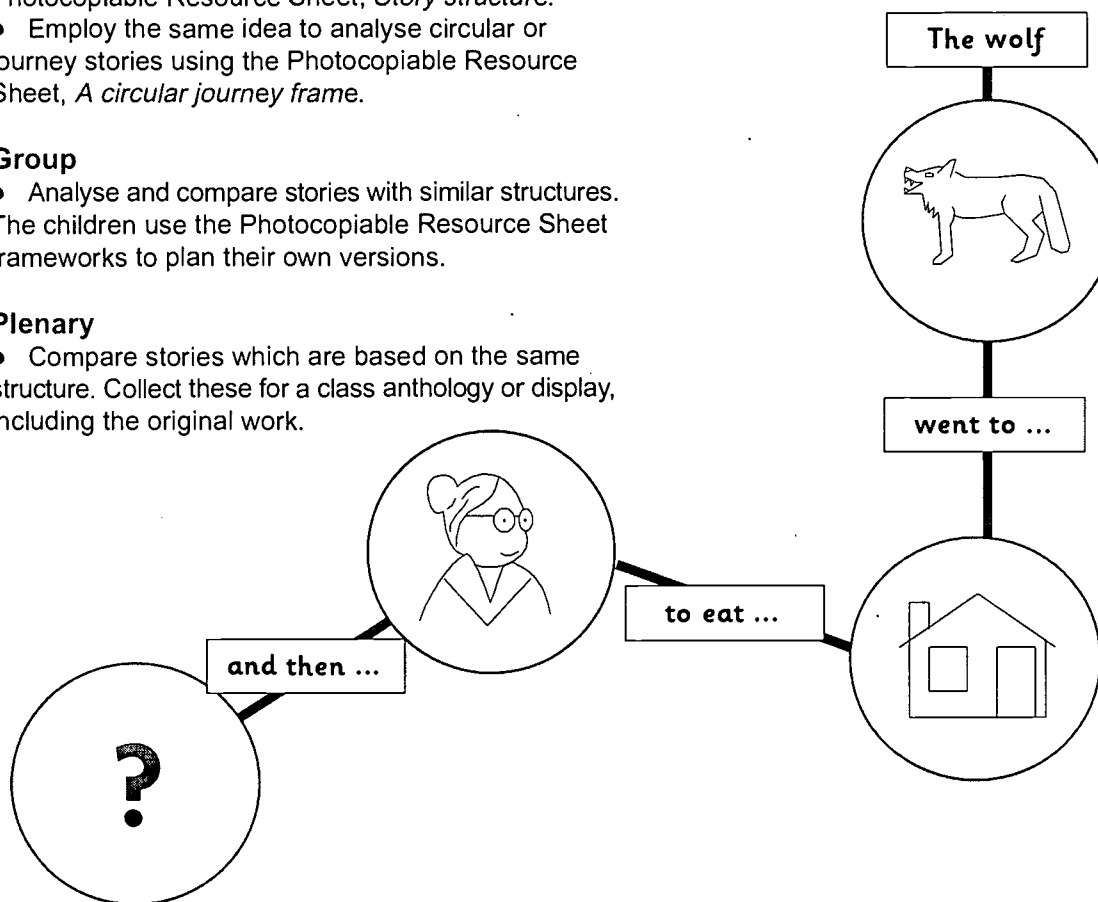 Photocopiable Resource Sheet, Story structure.
• Employ the same idea to analyse circular or
journey stories using the Photocopiable Resource
Sheet, A circular journey frame.
Group
• Analyse and compare stories with similar structures.
The children use the Photocopiable Resource Sheet
frameworks to plan their own versions.
Plenary
• Compare stories which are based on the same
structure. Collect these for a class anthology or display,
including the original work.
The wolf
went to ...
to eat ...
and then ...
?